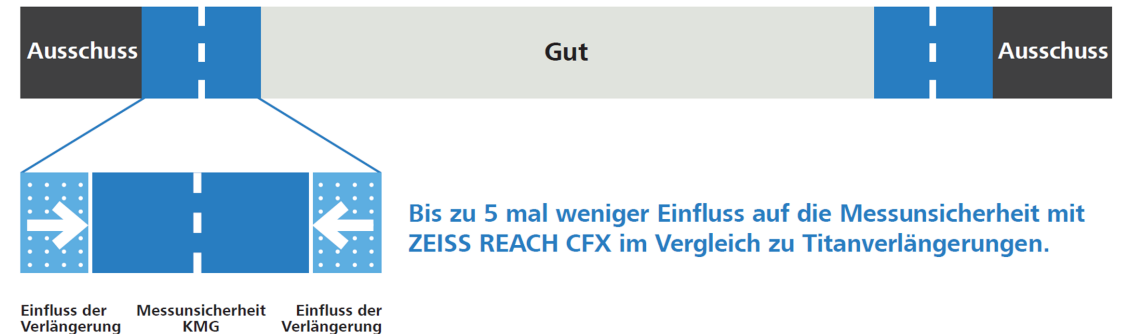 Ausschuss
Gut
Ausschuss
Bis zu 5 mal weniger Einfluss auf die Messunsicherheit mit
ZEISS REACH CFX im Vergleich zu Titanverlängerungen.
Einfluss der
Verlängerung
Messunsicherheit
KMG
Einfluss der
Verlängerung